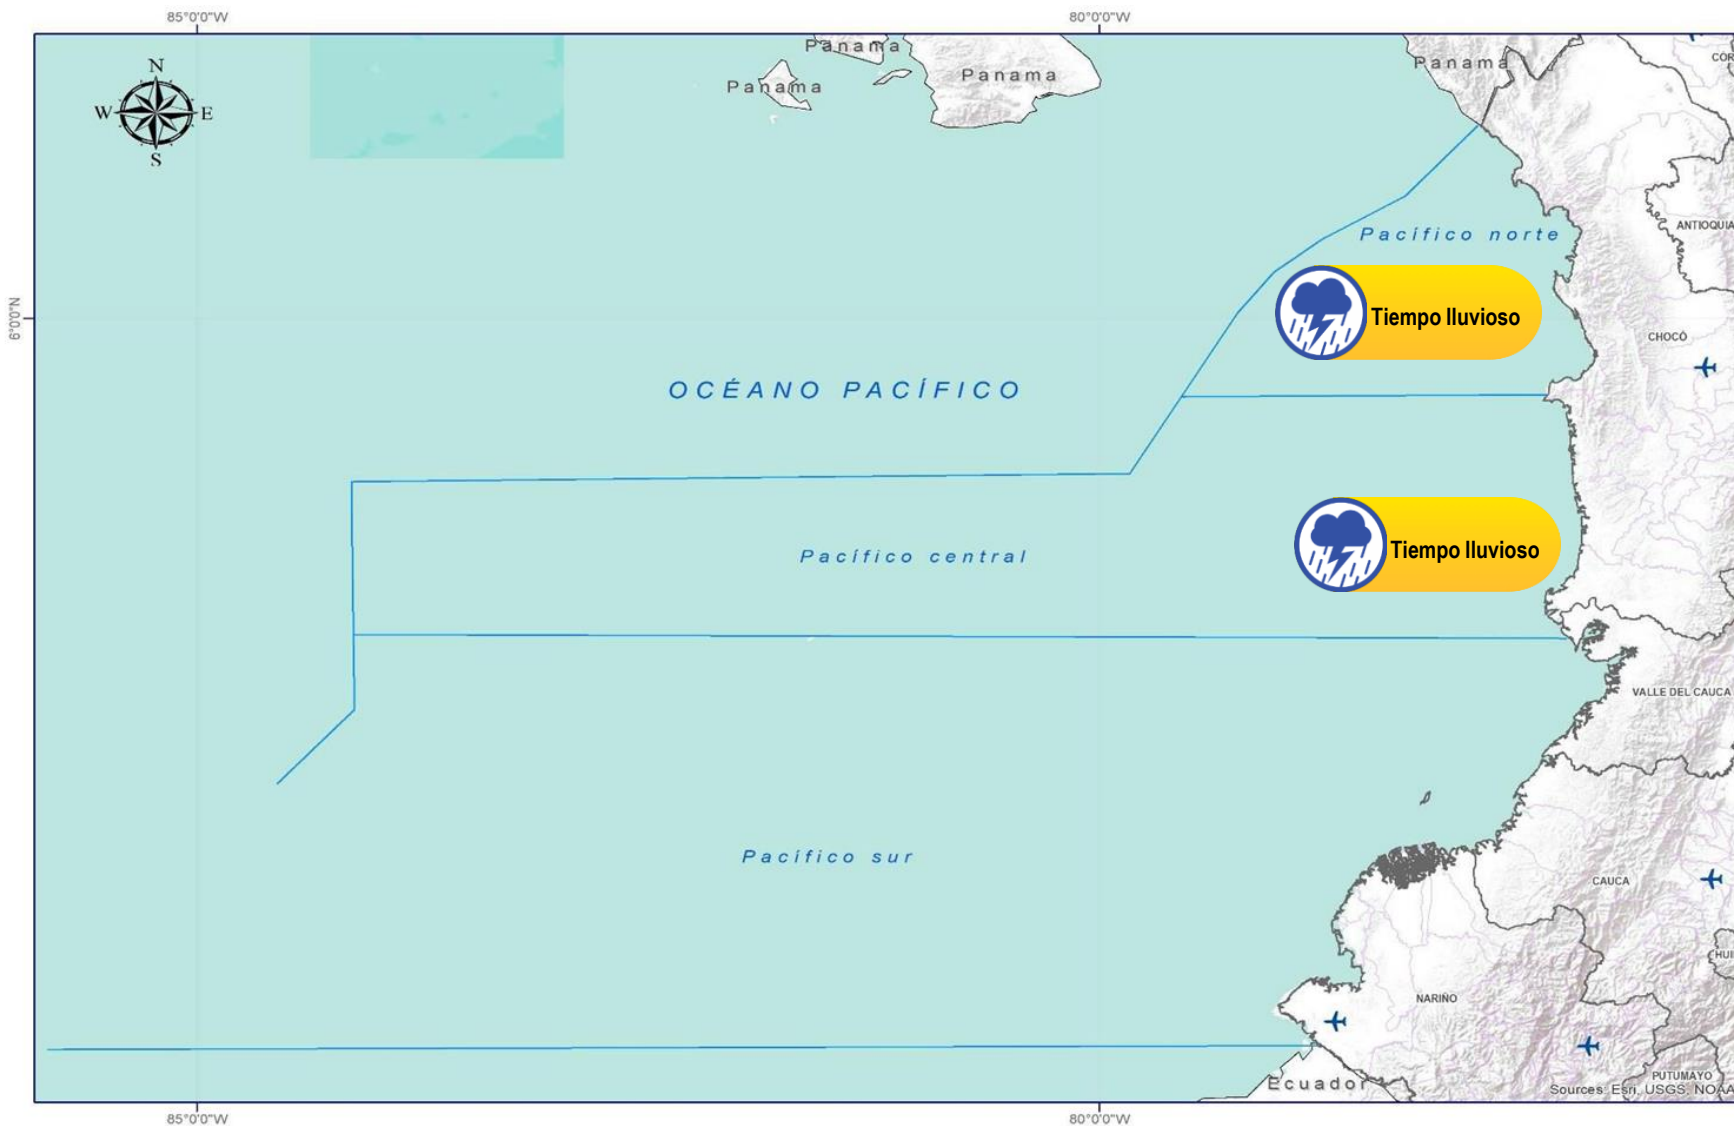 85°0'0"W
80°0'0"W
Panama
Panama
Panama
Panama
N
W
E
S
CÓR
ANTIOQUIA
Pacífico norte
6°0'0"N
Tiempo lluvioso
CHOCÓ
OCÉANO PACÍFICO
Pacífico central
Tiempo lluvioso
VALLE DEL CAUCA
Pacífico sur
CAUCA
HUI
NARIÑO
PUTUMAYO
Ecuador
Sources: Esri, USGS, NOAA
85°0'0"W
80°0'0"W